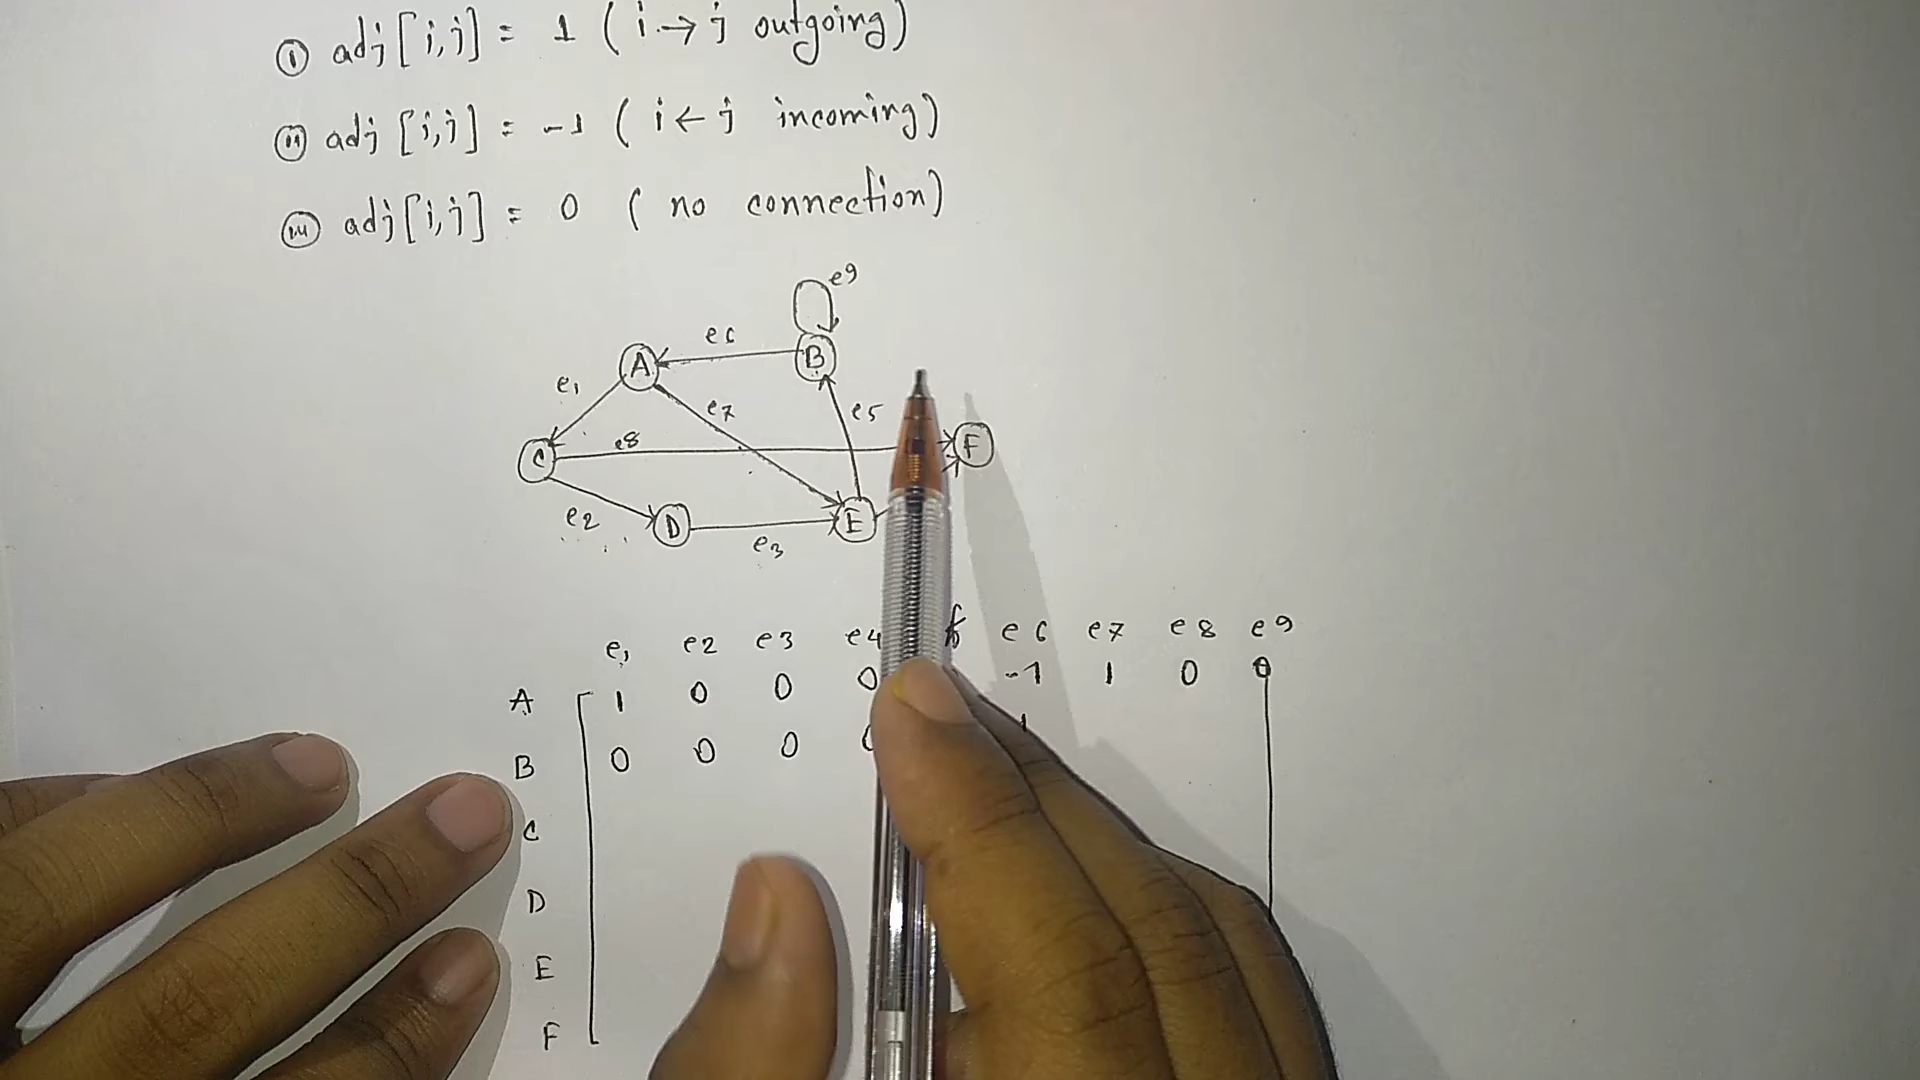 ① adj[i,j] = 1 ( i → j outgoing)
(ii) adj [i,j] = -1 ( i ← j incoming)
(iii) adj[i,j] = 0 ( no connection)
e9
e6
A B
e1 e7 e5
e8
C F
e2 D E
e3
e1 e2 e3 e4 e6 e7 e8 e9
A 1 0 0 0 -1 1 0 0
B 0 0 0
C
D
E
F